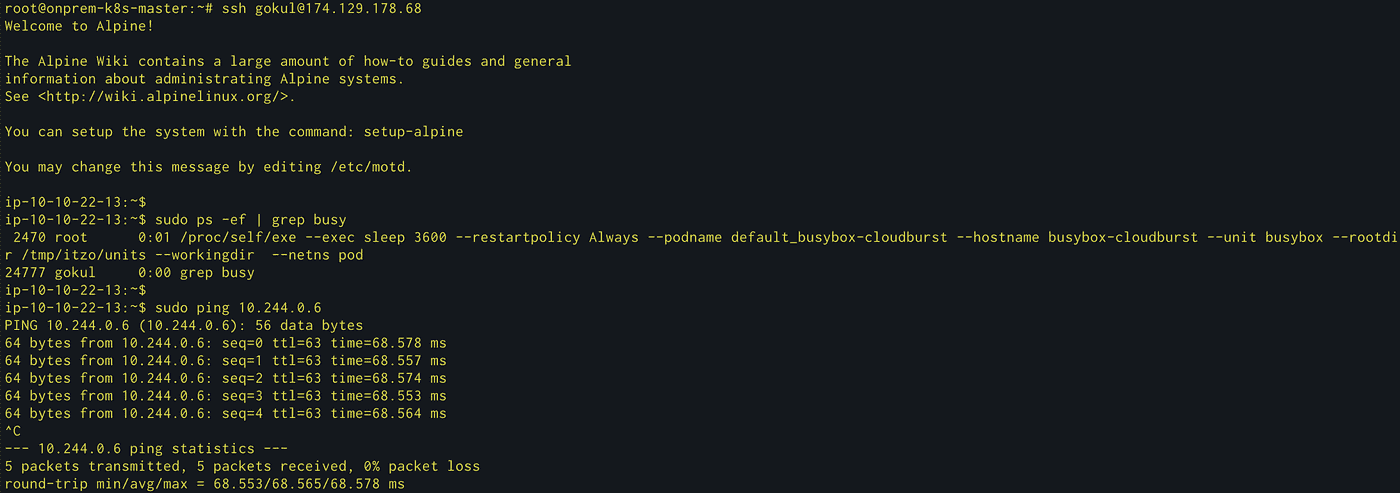 root@onprem-k8s-master:~# ssh gokul@174.129.178.68
Welcome to Alpine!
The Alpine Wiki contains a large amount of how-to guides and general
information about administrating Alpine systems.
See <http://wiki.alpinelinux.org/>.
You can setup the system with the command: setup-alpine
You may change this message by editing /etc/motd.
ip-10-10-22-13:~$
ip-10-10-22-13:~$ sudo ps -ef | grep busy
 2470 root      0:01 /proc/self/exe --exec sleep 3600 --restartpolicy Always --podname default_busybox-cloudburst --hostname busybox-cloudburst --unit busybox --rootdi
r /tmp/itzo/units --workingdir  --netns pod
24777 gokul     0:00 grep busy
ip-10-10-22-13:~$
ip-10-10-22-13:~$ sudo ping 10.244.0.6
PING 10.244.0.6 (10.244.0.6): 56 data bytes
64 bytes from 10.244.0.6: seq=0 ttl=63 time=68.578 ms
64 bytes from 10.244.0.6: seq=1 ttl=63 time=68.557 ms
64 bytes from 10.244.0.6: seq=2 ttl=63 time=68.574 ms
64 bytes from 10.244.0.6: seq=3 ttl=63 time=68.553 ms
64 bytes from 10.244.0.6: seq=4 ttl=63 time=68.564 ms
^C
--- 10.244.0.6 ping statistics ---
5 packets transmitted, 5 packets received, 0% packet loss
round-trip min/avg/max = 68.553/68.565/68.578 ms